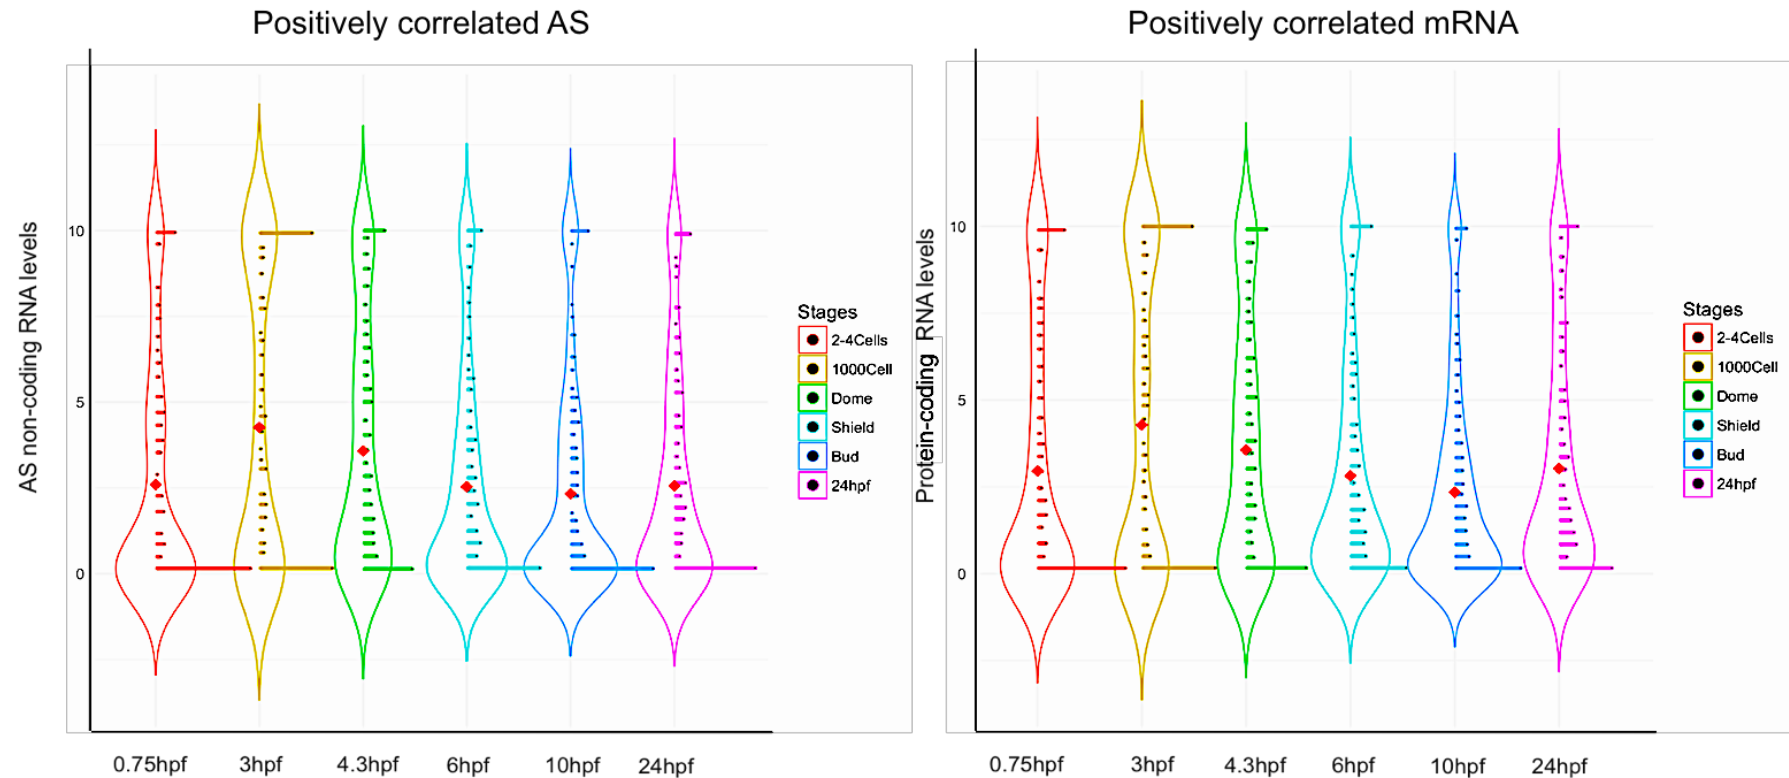 Positively correlated AS
AS non-coding RNA levels
10
5
0
0.75hpf
3hpf
4.3hpf
6hpf
10hpf
24hpf
Stages
2-4Cells
1000Cell
Dome
Shield
Bud
24hpf
Positively correlated mRNA
Protein-coding RNA levels
10
5
0
0.75hpf
3hpf
4.3hpf
6hpf
10hpf
24hpf
Stages
2-4Cells
1000Cell
Dome
Shield
Bud
24hpf